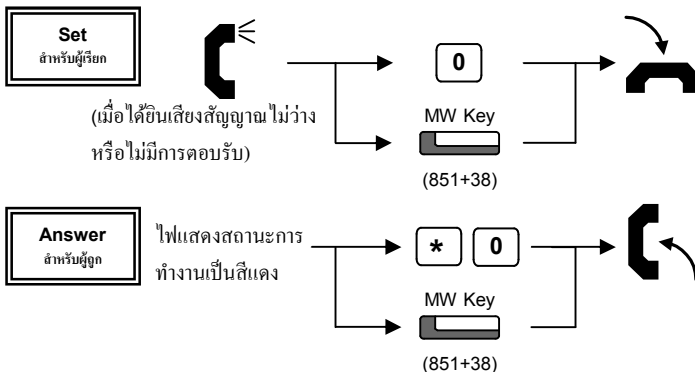 Set
สำหรับผู้เรียก
0
(เมื่อได้ยินเสียงสัญญาณไม่ว่าง
หรือไม่มีการตอบรับ)
MW Key
(851+38)
Answer
สำหรับผู้ถูก
ไฟแสดงสถานะการ
ทำงานเป็นสีแดง
* 0
MW Key
(851+38)